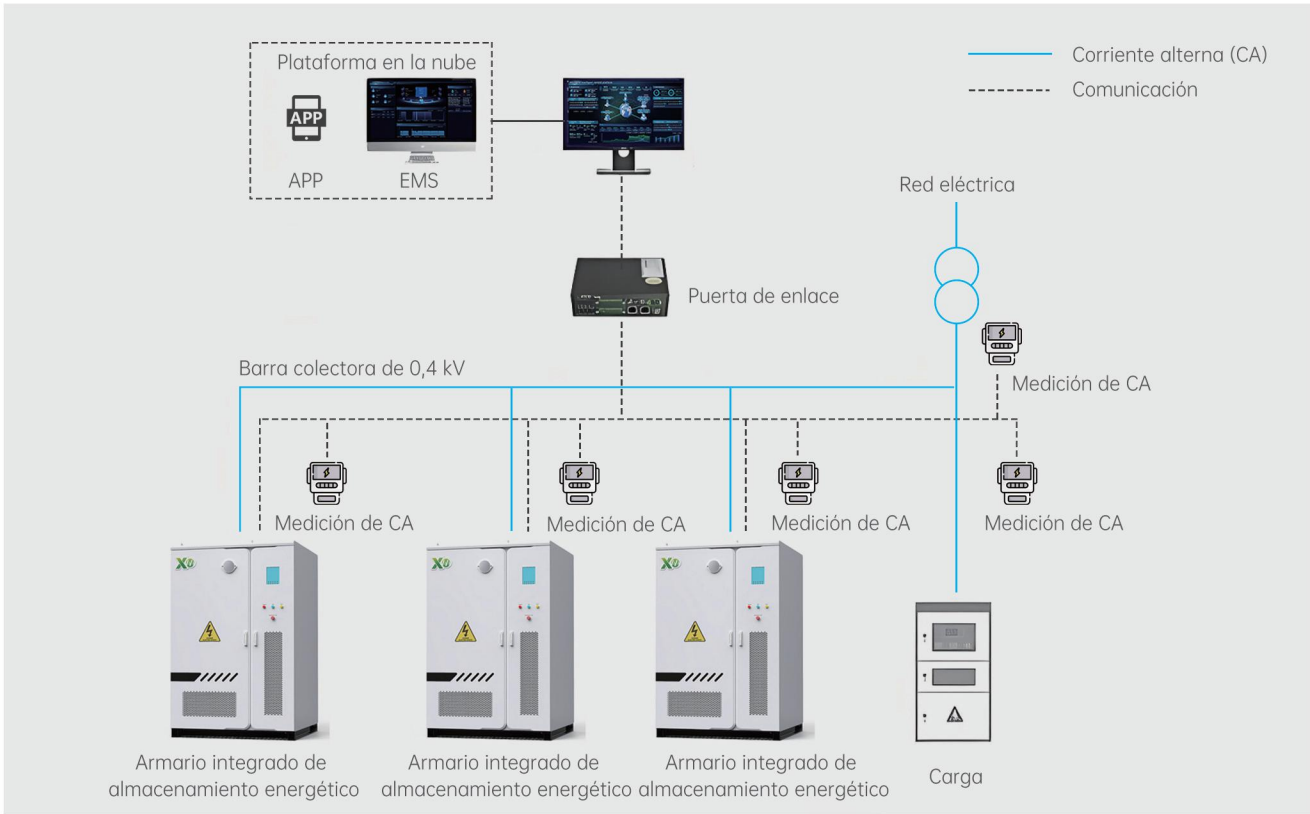 Plataforma en la nube
APP
APP
EMS
Corriente alterna (CA)
Comunicación
Red eléctrica
Puerta de enlace
Barra colectora de 0,4 kV
Medición de CA
Medición de CA
Medición de CA
Medición de CA
Medición de CA
Armario integrado de
almacenamiento energético
Armario integrado de
almacenamiento energético
Armario integrado de
almacenamiento energético
Carga